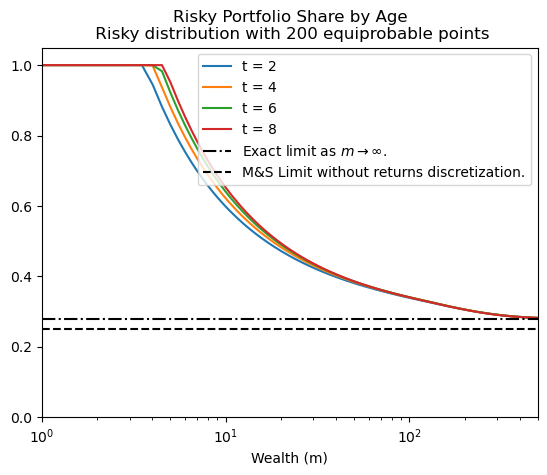 Risky Portfolio Share by Age
Risky distribution with 200 equiprobable points
t = 2
t = 4
t = 6
t = 8
Exact limit as m → ∞.
M&S Limit without returns discretization.
1.0
0.8
0.6
0.4
0.2
0.0
10⁰ 10¹ 10²
Wealth (m)